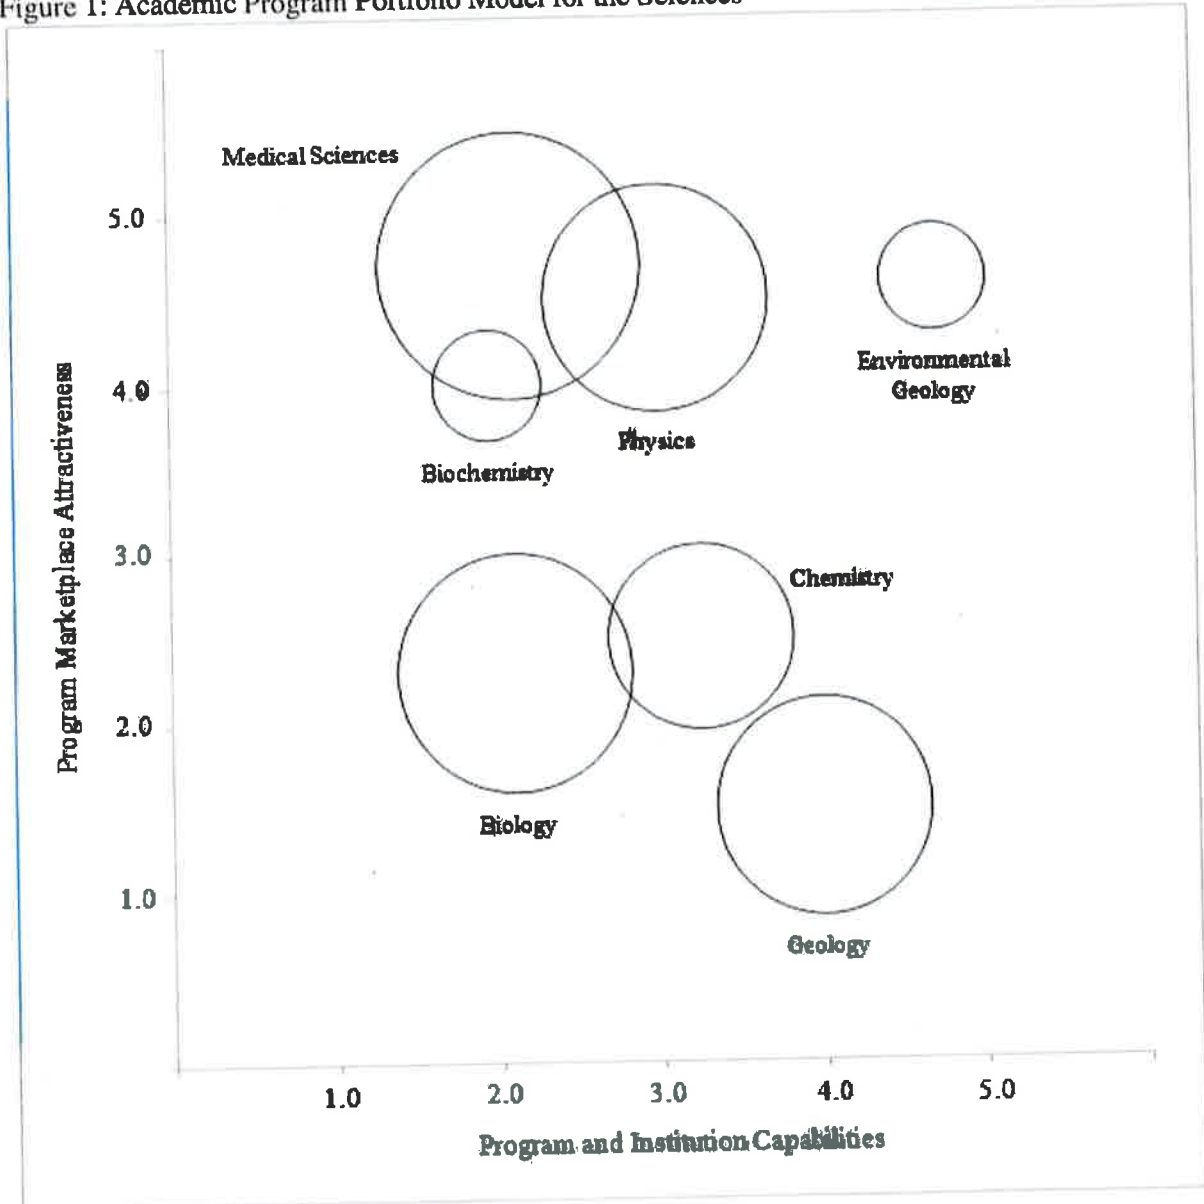 Figure 1: Academic Program Portfolio Model for the Sciences
Medical Sciences
5.0
Environmental
Geology
4.0
Physics
Biochemistry
Program Marketplace Attractiveness
3.0
Chemistry
2.0
Biology
1.0
Geology
1.0 2.0 3.0 4.0 5.0
Program and Institution Capabilities